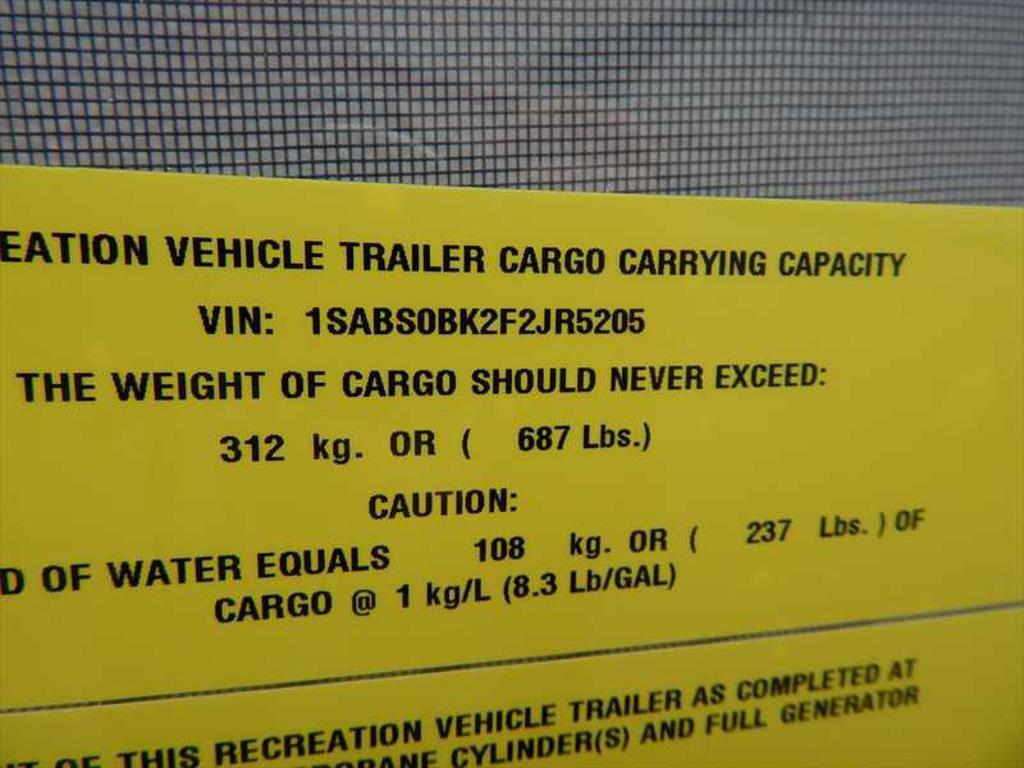 EATION VEHICLE TRAILER CARGO CARRYING CAPACITY
VIN: 1SABS0BK2F2JR5205
THE WEIGHT OF CARGO SHOULD NEVER EXCEED:
312 kg. OR ( 687 Lbs.)
CAUTION:
D OF WATER EQUALS 108 kg. OR ( 237 Lbs. ) OF
CARGO @ 1 kg/L (8.3 Lb/GAL)
OF THIS RECREATION VEHICLE TRAILER AS COMPLETED AT
CYLINDER(S) AND FULL GENERATOR